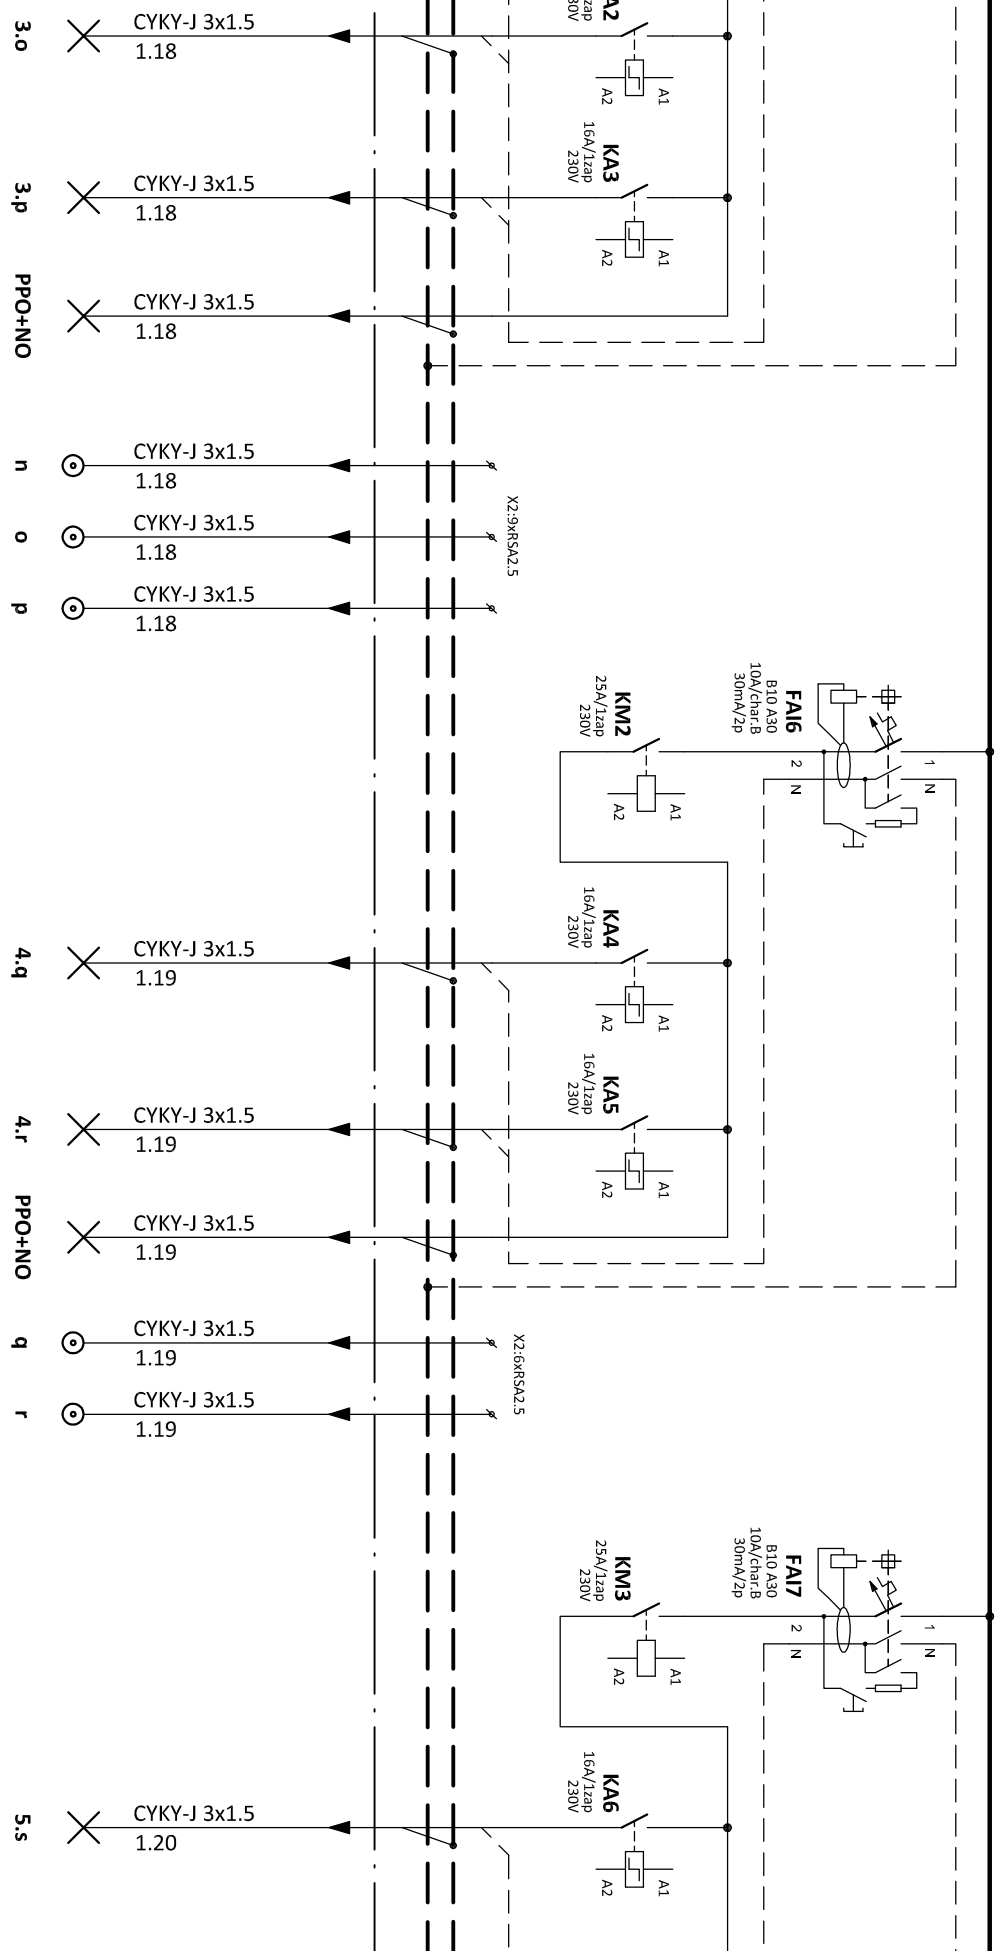 A2
zap
30V
A1
A2
CYKY-J 3x1.5
1.18
3.o
KA3
16A/1zap
230V
A1
A2
CYKY-J 3x1.5
1.18
3.p
CYKY-J 3x1.5
1.18
PPO+NO
X2:9xRSA2.5
CYKY-J 3x1.5
1.18
n
CYKY-J 3x1.5
1.18
o
CYKY-J 3x1.5
1.18
p
FAI6
B10 A30
10A/char.B
30mA/2p
1
N
2
N
KM2
25A/1zap
230V
A1
A2
KA4
16A/1zap
230V
A1
A2
CYKY-J 3x1.5
1.19
4.q
KA5
16A/1zap
230V
A1
A2
CYKY-J 3x1.5
1.19
4.r
CYKY-J 3x1.5
1.19
PPO+NO
X2:6xRSA2.5
CYKY-J 3x1.5
1.19
q
CYKY-J 3x1.5
1.19
r
FAI7
B10 A30
10A/char.B
30mA/2p
1
N
2
N
KM3
25A/1zap
230V
A1
A2
KA6
16A/1zap
230V
A1
A2
CYKY-J 3x1.5
1.20
5.s